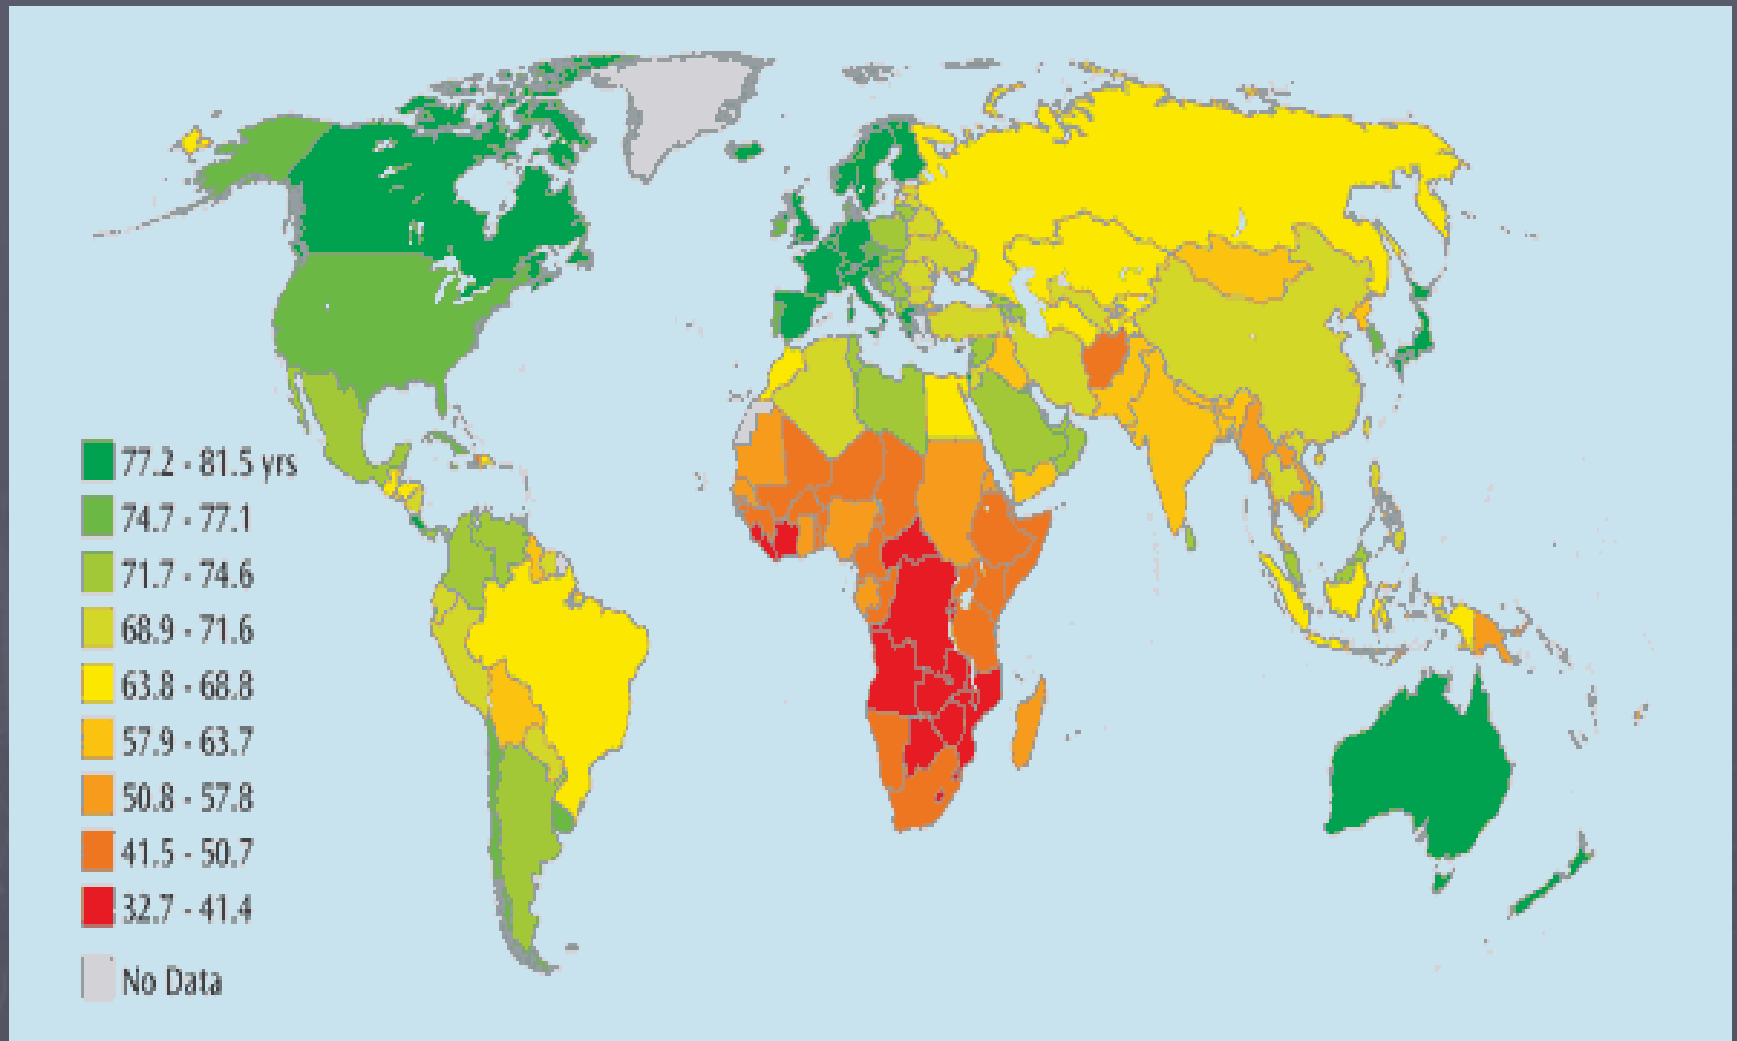 77.2 - 81.5 yrs
74.7 - 77.1
71.7 - 74.6
68.9 - 71.6
63.8 - 68.8
57.9 - 63.7
50.8 - 57.8
41.5 - 50.7
32.7 - 41.4
No Data